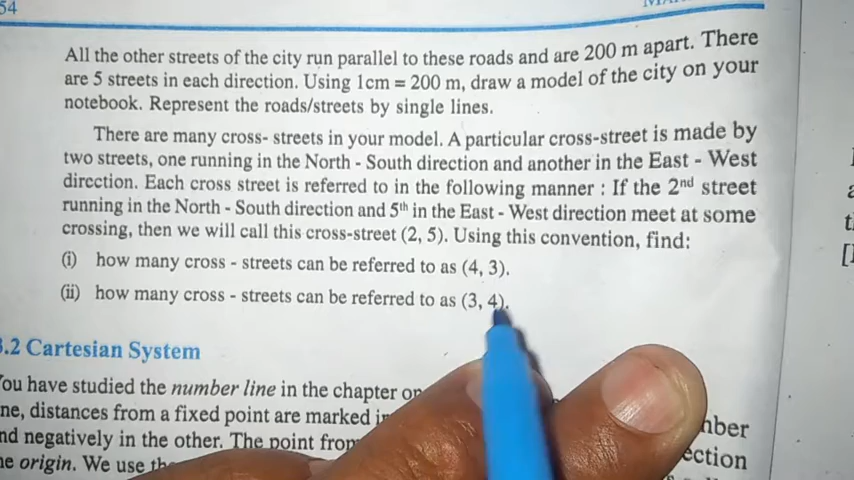 54
All the other streets of the city run parallel to these roads and are 200 m apart. There
are 5 streets in each direction. Using 1cm = 200 m, draw a model of the city on your
notebook. Represent the roads/streets by single lines.
There are many cross- streets in your model. A particular cross-street is made by
two streets, one running in the North - South direction and another in the East - West
direction. Each cross street is referred to in the following manner : If the 2nd street
running in the North - South direction and 5th in the East - West direction meet at some
crossing, then we will call this cross-street (2, 5). Using this convention, find:
(i) how many cross - streets can be referred to as (4, 3).
(ii) how many cross - streets can be referred to as (3, 4).
.2 Cartesian System
You have studied the number line in the chapter on
ne, distances from a fixed point are marked
nd negatively in the other. The point from
ection
e origin. We use